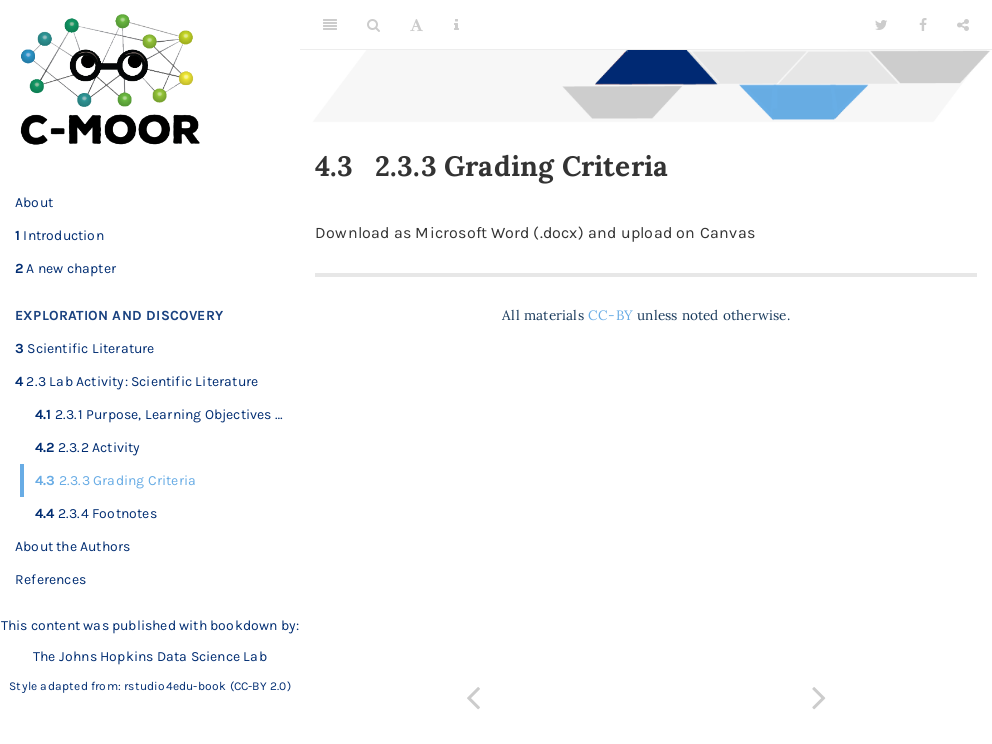 C-MOOR
About
1 Introduction
2 A new chapter
EXPLORATION AND DISCOVERY
3 Scientific Literature
4 2.3 Lab Activity: Scientific Literature
4.1 2.3.1 Purpose, Learning Objectives ...
4.2 2.3.2 Activity
4.3 2.3.3 Grading Criteria
4.4 2.3.4 Footnotes
About the Authors
References
This content was published with bookdown by:
The Johns Hopkins Data Science Lab
Style adapted from: rstudio4edu-book (CC-BY 2.0)
4.3 2.3.3 Grading Criteria
Download as Microsoft Word (.docx) and upload on Canvas
All materials CC-BY unless noted otherwise.